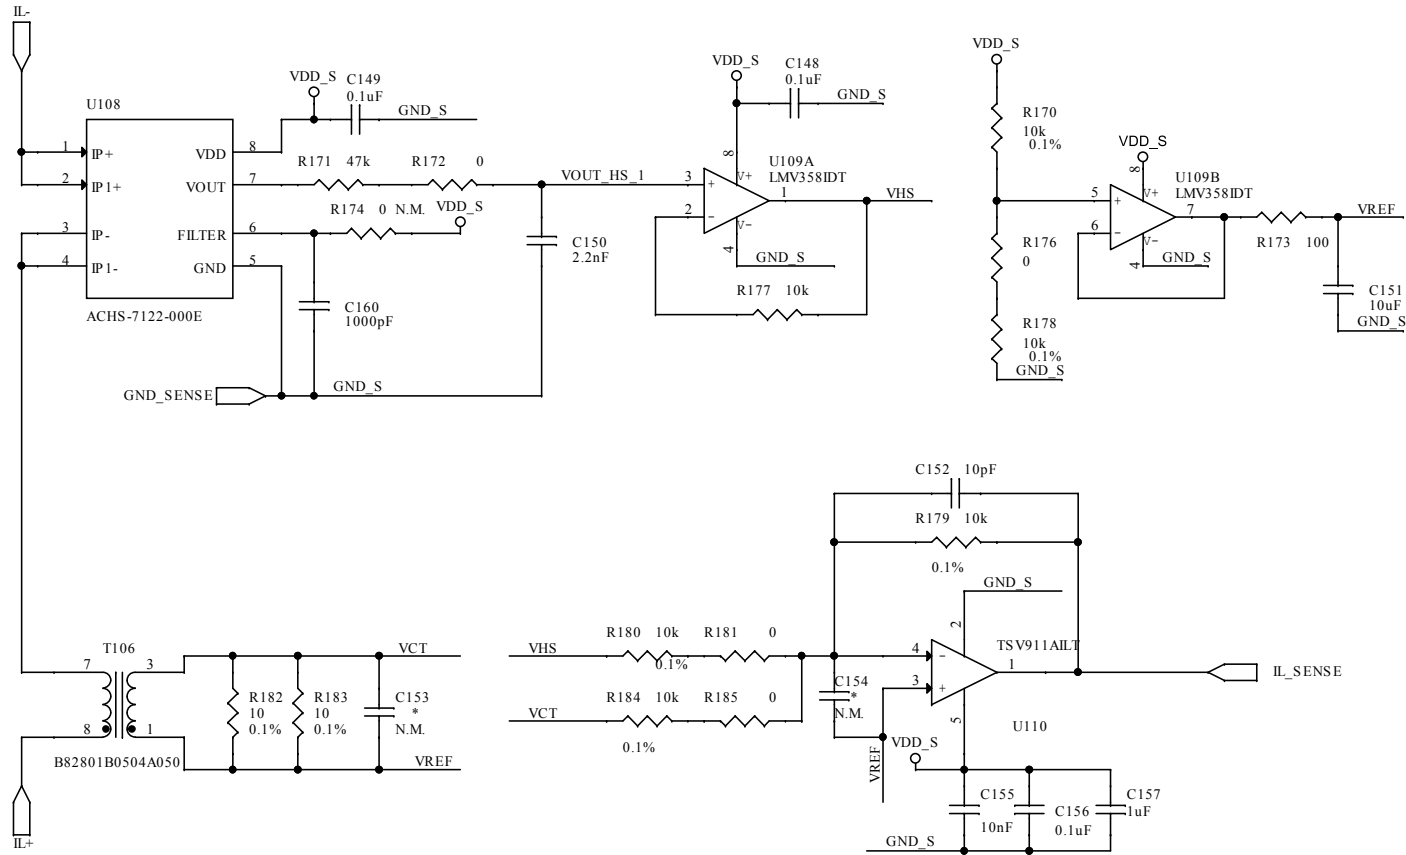 IL-
U108
1
2
3
4
IP+
IP1+
IP-
IP1-
VDD
VOUT
FILTER
GND
8
7
6
5
ACHS-7122-000E
VDD_S
C149
0.1uF
GND_S
R171 47k
R172 0
R174 0 N.M.
VDD_S
C160
1000pF
GND_SENSE
GND_S
VOUT_HS_1
C150
2.2nF
VDD_S
C148
0.1uF
GND_S
U109A
LMV358IDT
3
2
+
-
8
V+
V-
4
1
VHS
GND_S
R177 10k
VDD_S
R170
10k
0.1%
R176
0
R178
10k
0.1%
GND_S
VDD_S
U109B
LMV358IDT
5
6
+
-
8
V+
V-
4
7
GND_S
R173 100
VREF
C151
10uF
GND_S
T106
7
8
3
1
B82801B0504A050
IL+
VCT
R182
10
0.1%
R183
10
0.1%
C153
*
N.M.
VREF
VHS
R180 10k
0.1%
R181 0
VCT
R184 10k
0.1%
R185 0
C154
*
N.M.
VREF
C152 10pF
R179 10k
0.1%
GND_S
TSV911AILT
4
3
-
+
2
5
1
U110
IL_SENSE
VDD_S
C155
10nF
C156
0.1uF
C157
1uF
GND_S